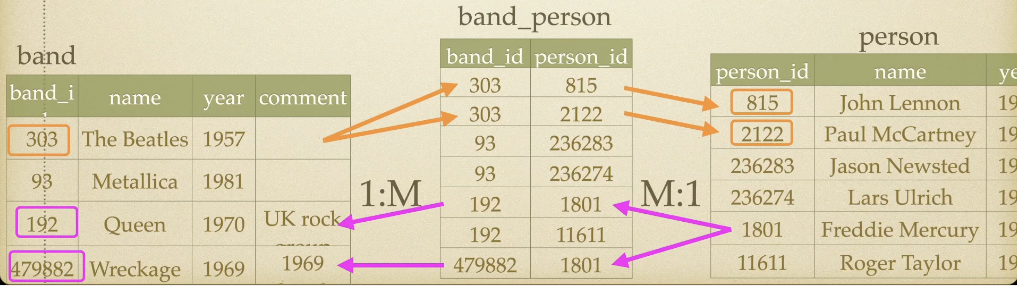 band_person
band
person
band_i name year comment
303 The Beatles 1957
93 Metallica 1981
192 Queen 1970 UK rock
479882 Wreckage 1969 1969
1:M
band_id person_id
303 815
303 2122
93 236283
93 236274
192 1801
192 11611
479882 1801
M:1
person_id name ye
815 John Lennon 19
2122 Paul McCartney 19
236283 Jason Newsted 19
236274 Lars Ulrich 19
1801 Freddie Mercury 19
11611 Roger Taylor 19